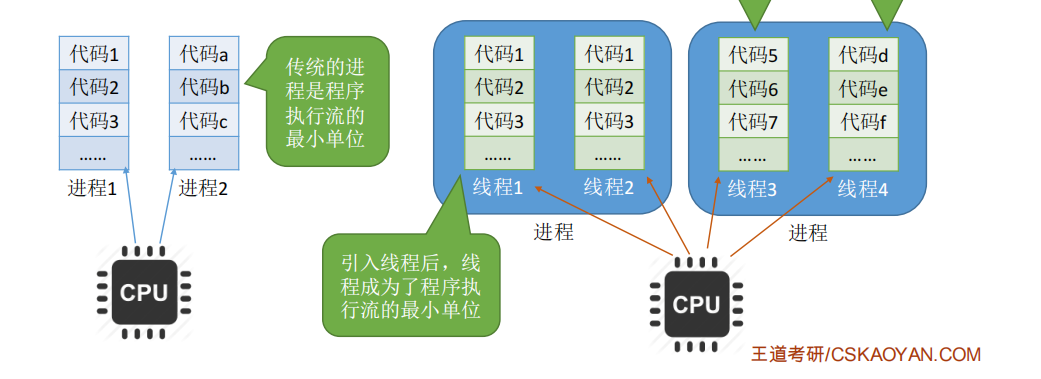 代码1
代码2
代码3
......
进程1
代码a
代码b
代码c
......
进程2
传统的进
程是程序
执行流的
最小单位
CPU
代码1
代码2
代码3
......
线程1
代码1
代码2
代码3
......
线程2
进程
代码5
代码6
代码7
......
线程3
代码d
代码e
代码f
......
线程4
进程
引入线程后，线
程成为了程序执
行流的最小单位
CPU
王道考研/CSKAOYAN.COM